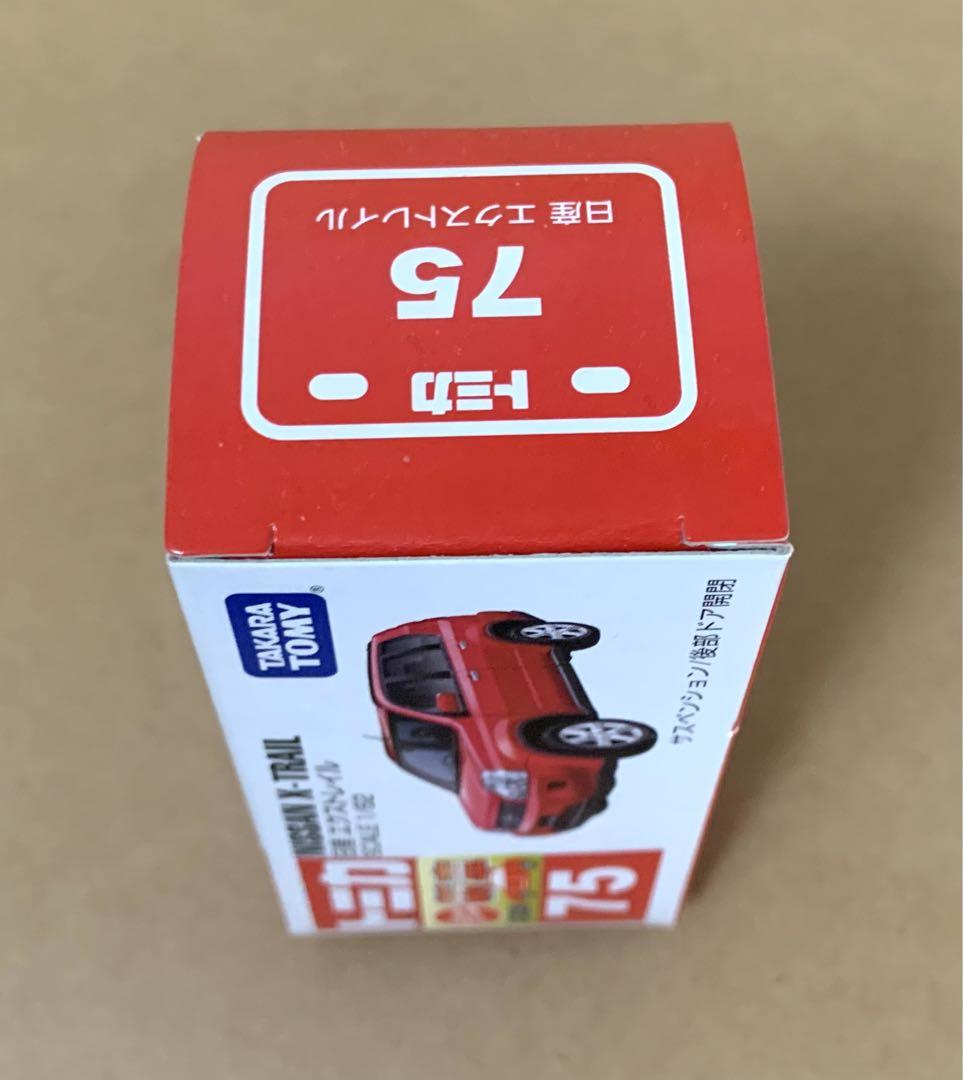 トミカ
75
日産 エクストレイル
TAKARA
TOMY®
NISSAN X-TRAIL
日産 エクストレイル
SCALE 1/62
サスペンション/後部ドア開閉
トミカ
75